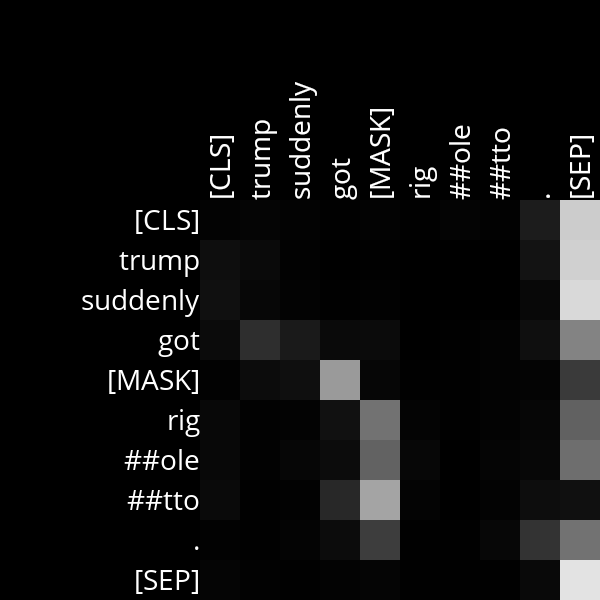 [CLS] trump suddenly got [MASK] rig ##ole ##tto . [SEP]
[CLS]
trump
suddenly
got
[MASK]
rig
##ole
##tto
.
[SEP]